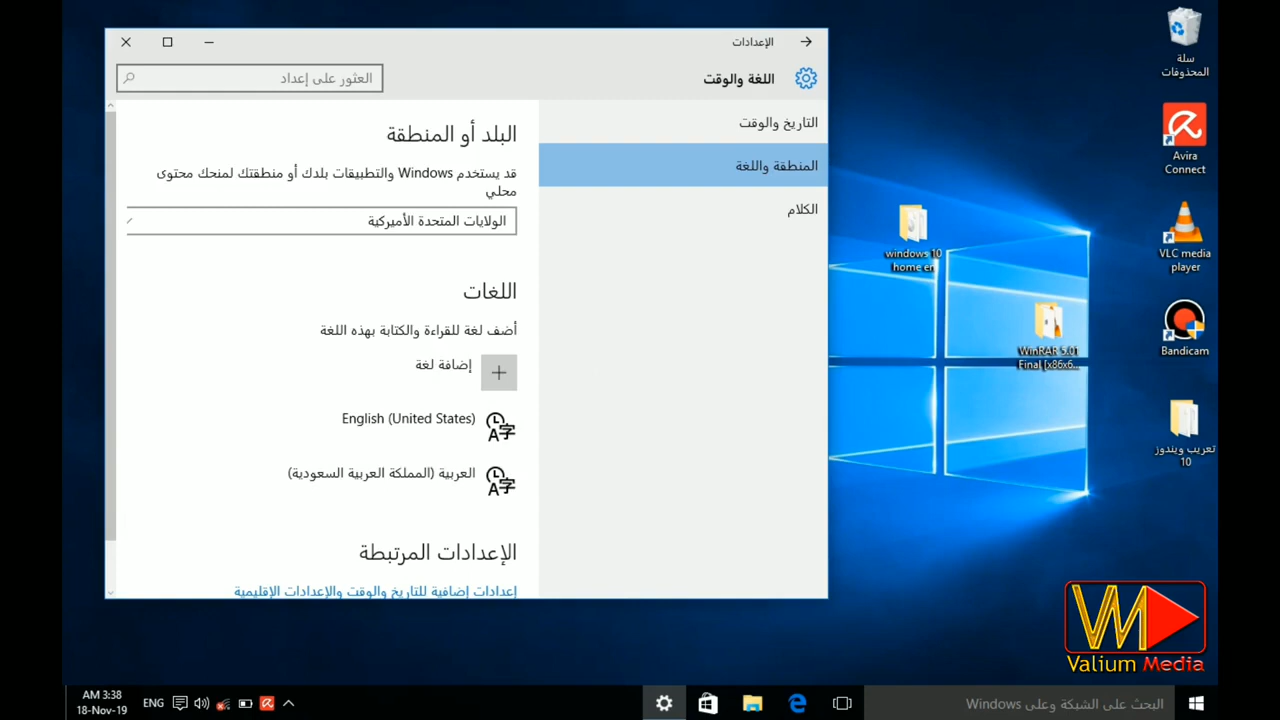 الإعدادات
اللغة والوقت
العثور على إعداد
التاريخ والوقت
المنطقة واللغة
الكلام
البلد أو المنطقة
قد يستخدم Windows والتطبيقات بلدك أو منطقتك لمنحك محتوى
محلي
الولايات المتحدة الأميركية
اللغات
أضف لغة للقراءة والكتابة بهذه اللغة
إضافة لغة
English (United States)
العربية (المملكة العربية السعودية)
الإعدادات المرتبطة
إعدادات إضافية للتاريخ والوقت والإعدادات الإقليمية
سلة
المحذوفات
Avira
Connect
VLC media
player
Bandicam
تعريب ويندوز
10
windows 10
home en
WinRAR 5.01
Final [x86x6...
VM
Valium Media
البحث في الشبكة وعلى Windows
ENG
AM 3:38
18-Nov-19